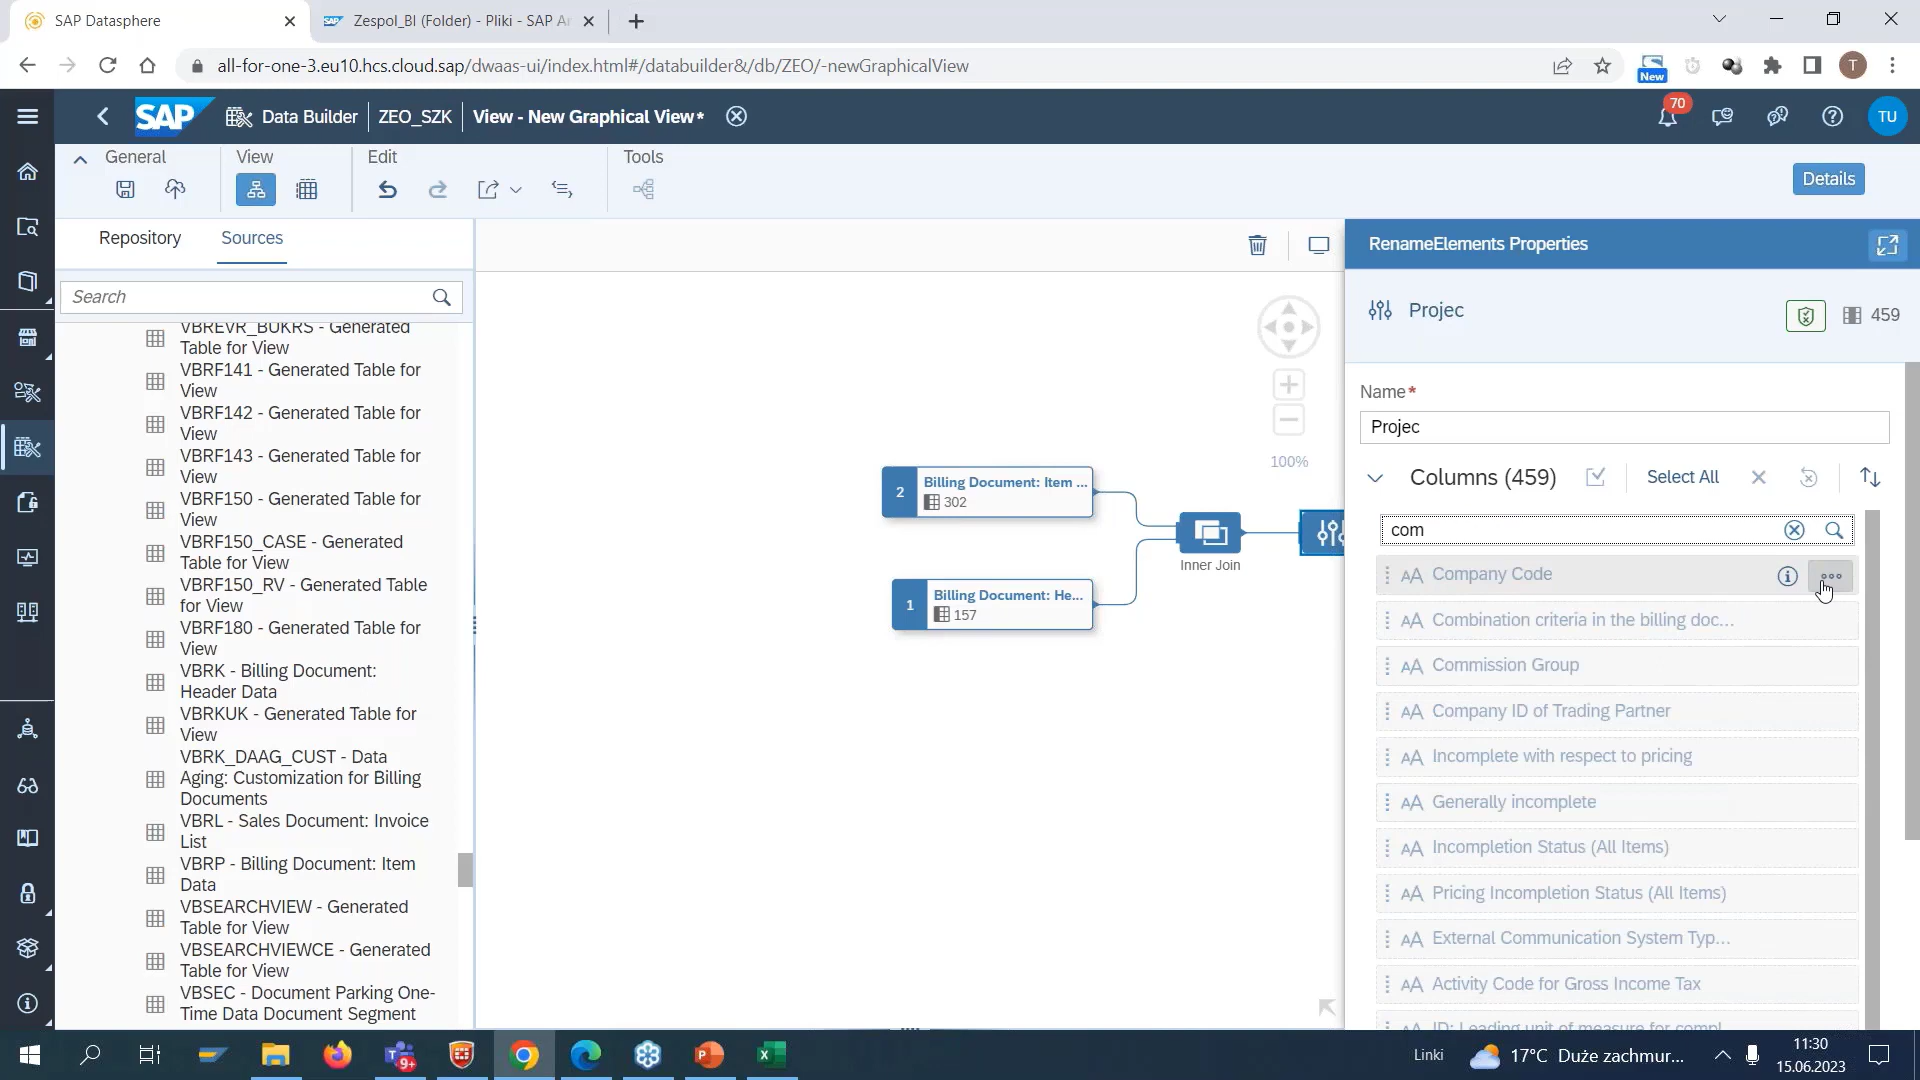 SAP Datasphere
Zespol_BI (Folder) - Pliki - SAP A
all-for-one-3.eu10.hcs.cloud.sap/dwaas-ui/index.html#/databuilder&/db/ZEO/-newGraphicalView
New
T
SAP
Data Builder
ZEO_SZK
View - New Graphical View*
70
TU
General
View
Edit
Tools
Details
Repository
Sources
Search
VBREVR_BUKRS - Generated
Table for View
VBRF141 - Generated Table for
View
VBRF142 - Generated Table for
View
VBRF143 - Generated Table for
View
VBRF150 - Generated Table for
View
VBRF150_CASE - Generated
Table for View
VBRF150_RV - Generated Table
for View
VBRF180 - Generated Table for
View
VBRK - Billing Document:
Header Data
VBRKUK - Generated Table for
View
VBRK_DAAG_CUST - Data
Aging: Customization for Billing
Documents
VBRL - Sales Document: Invoice
List
VBRP - Billing Document: Item
Data
VBSEARCHVIEW - Generated
Table for View
VBSEARCHVIEWCE - Generated
Table for View
VBSEC - Document Parking One-
Time Data Document Segment
100%
2
Billing Document: Item ...
302
1
Billing Document: He...
157
Inner Join
RenameElements Properties
Projec
459
Name*
Projec
Columns (459)
Select All
com
Company Code
Combination criteria in the billing doc...
Commission Group
Company ID of Trading Partner
Incomplete with respect to pricing
Generally incomplete
Incompletion Status (All Items)
Pricing Incompletion Status (All Items)
External Communication System Typ...
Activity Code for Gross Income Tax
ID: Leading unit of measure for compl
9+
Linki
17°C Duże zachmur...
11:30
15.06.2023